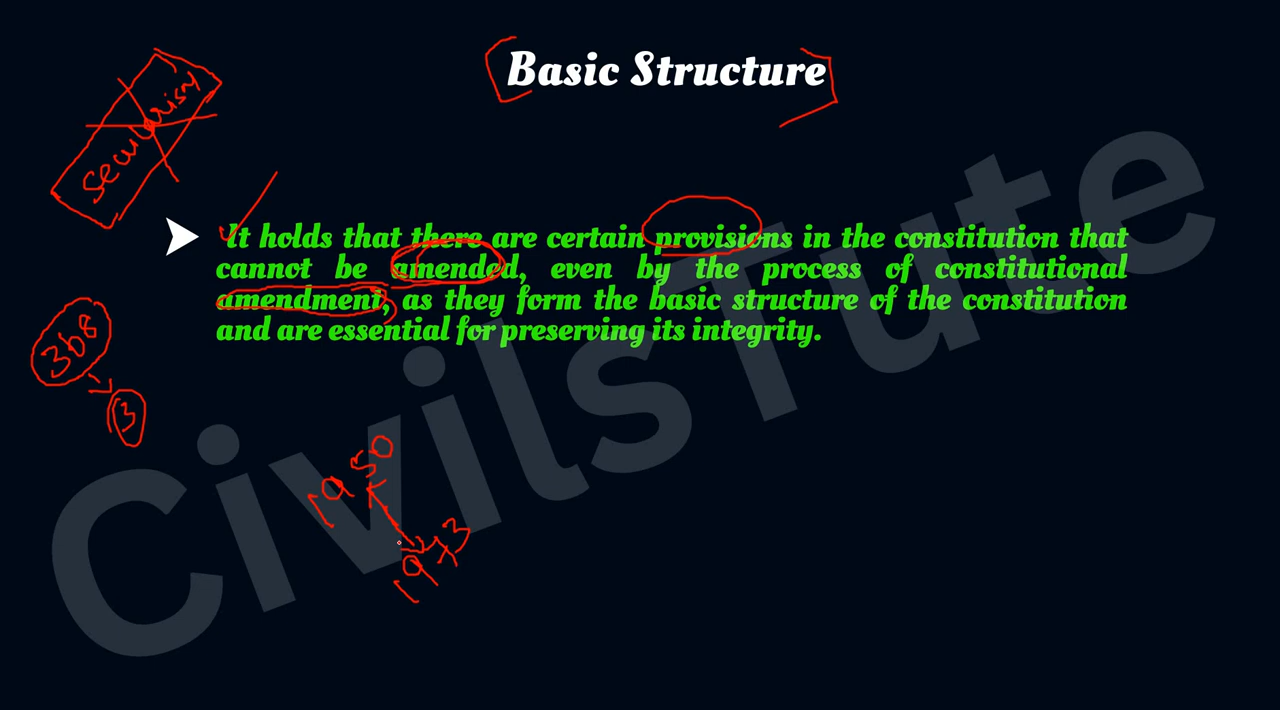 Basic Structure
secularism
It holds that there are certain provisions in the constitution that
cannot be amended, even by the process of constitutional
amendment, as they form the basic structure of the constitution
and are essential for preserving its integrity.
368
3
1950
1973
CivilsTute